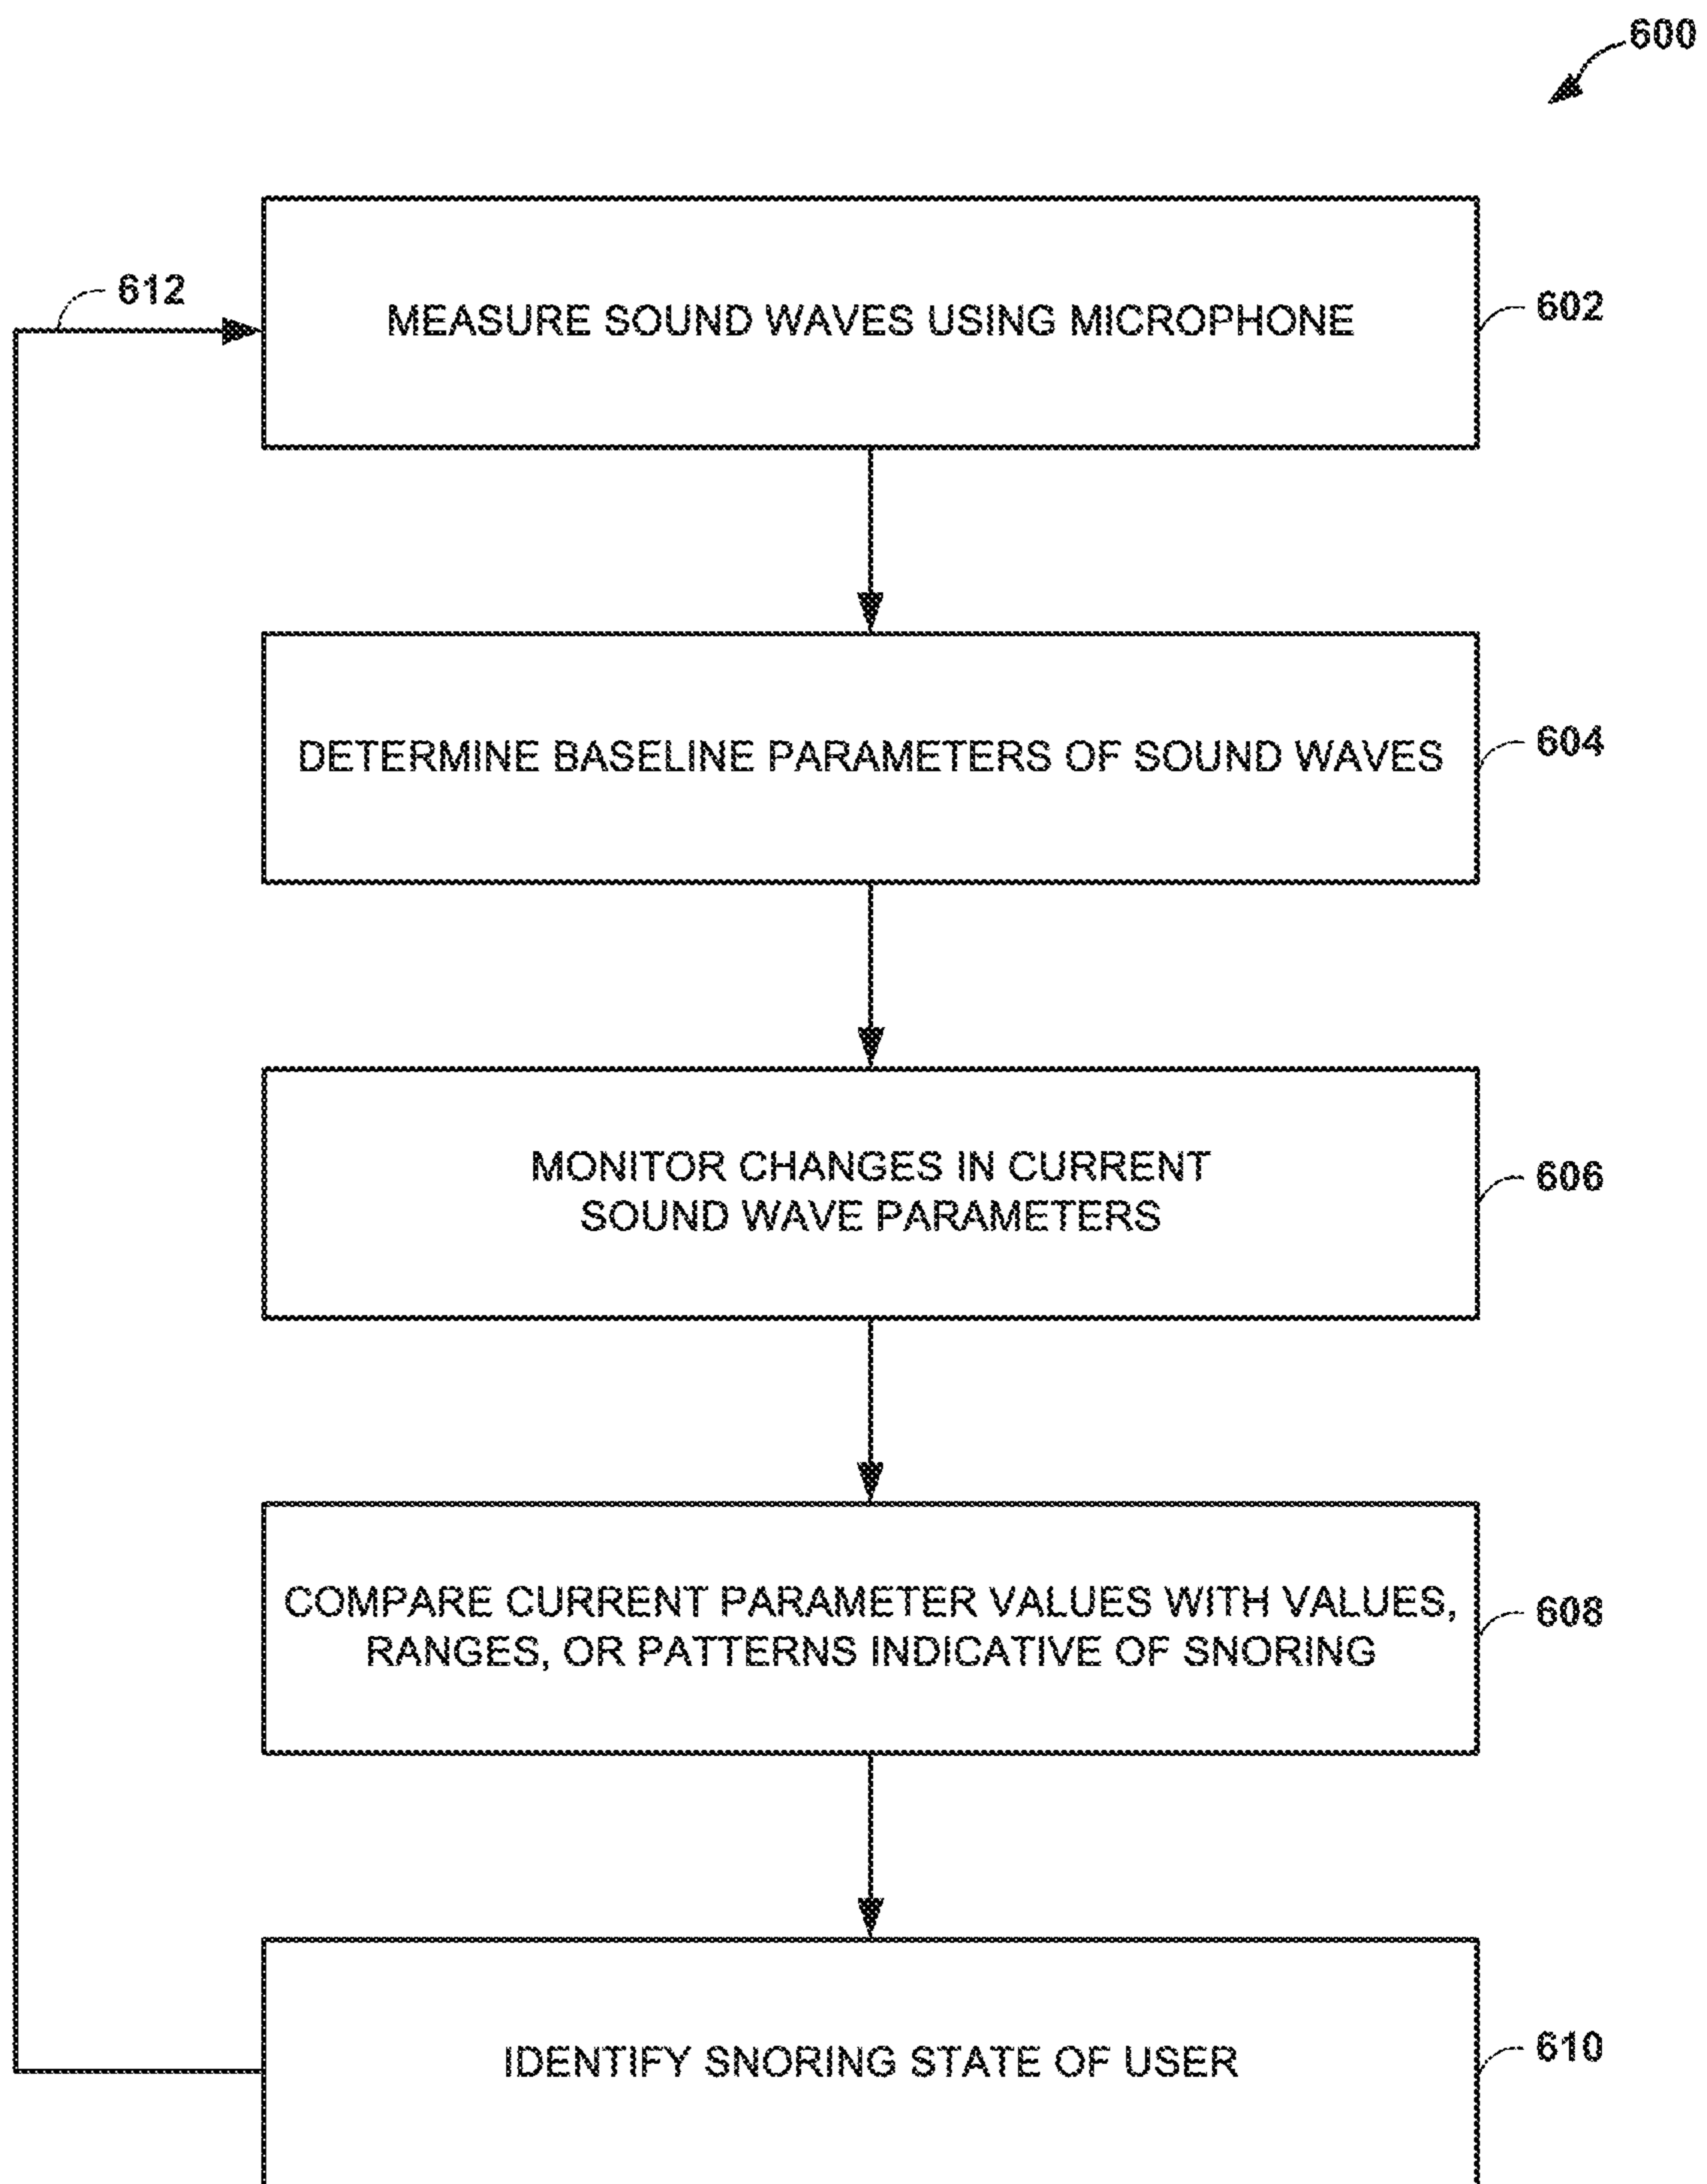 600
612
MEASURE SOUND WAVES USING MICROPHONE
602
DETERMINE BASELINE PARAMETERS OF SOUND WAVES
604
MONITOR CHANGES IN CURRENT
SOUND WAVE PARAMETERS
606
COMPARE CURRENT PARAMETER VALUES WITH VALUES,
RANGES, OR PATTERNS INDICATIVE OF SNORING
608
IDENTIFY SNORING STATE OF USER
610